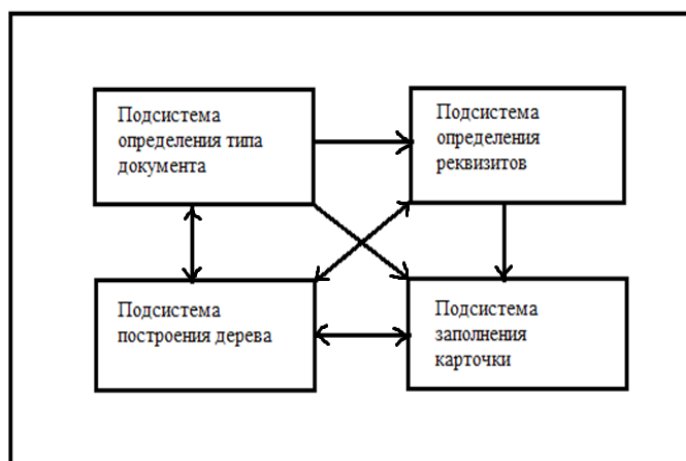 Подсистема
определения типа
документа
Подсистема
определения
реквизитов
Подсистема
построения дерева
Подсистема
заполнения
карточки